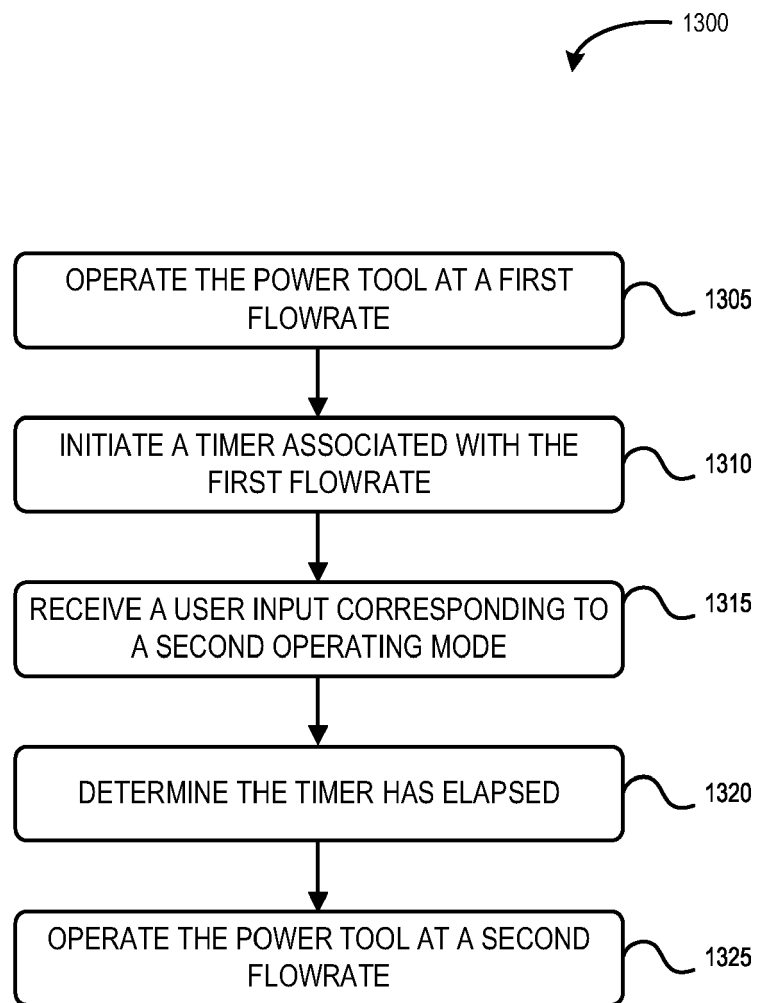 1300
OPERATE THE POWER TOOL AT A FIRST
FLOWRATE
1305
INITIATE A TIMER ASSOCIATED WITH THE
FIRST FLOWRATE
1310
RECEIVE A USER INPUT CORRESPONDING TO
A SECOND OPERATING MODE
1315
DETERMINE THE TIMER HAS ELAPSED
1320
OPERATE THE POWER TOOL AT A SECOND
FLOWRATE
1325